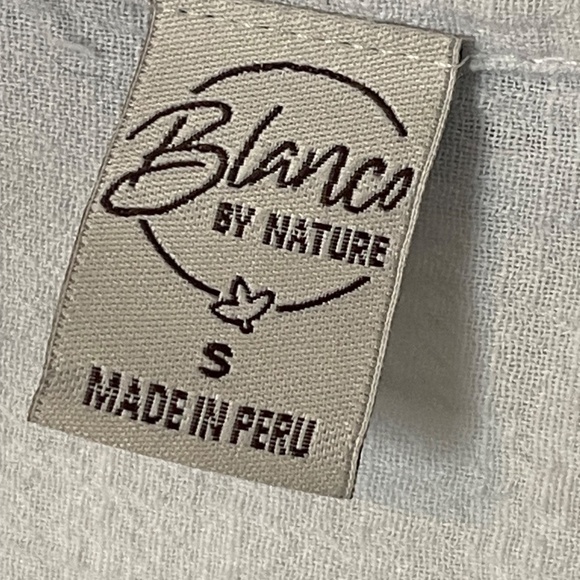 Blanco
BY NATURE
S
MADE IN PERU